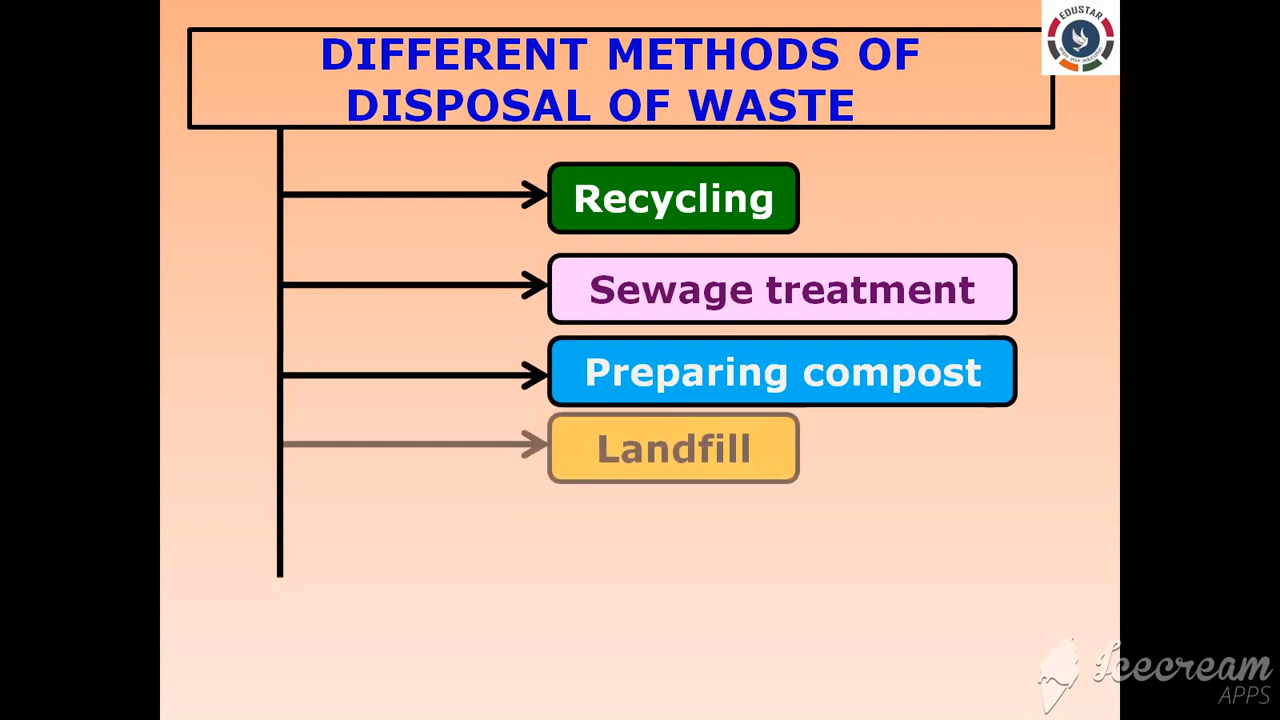 EDUSTAR
DIFFERENT METHODS OF
DISPOSAL OF WASTE
Recycling
Sewage treatment
Preparing compost
Landfill
Icecream
APPS